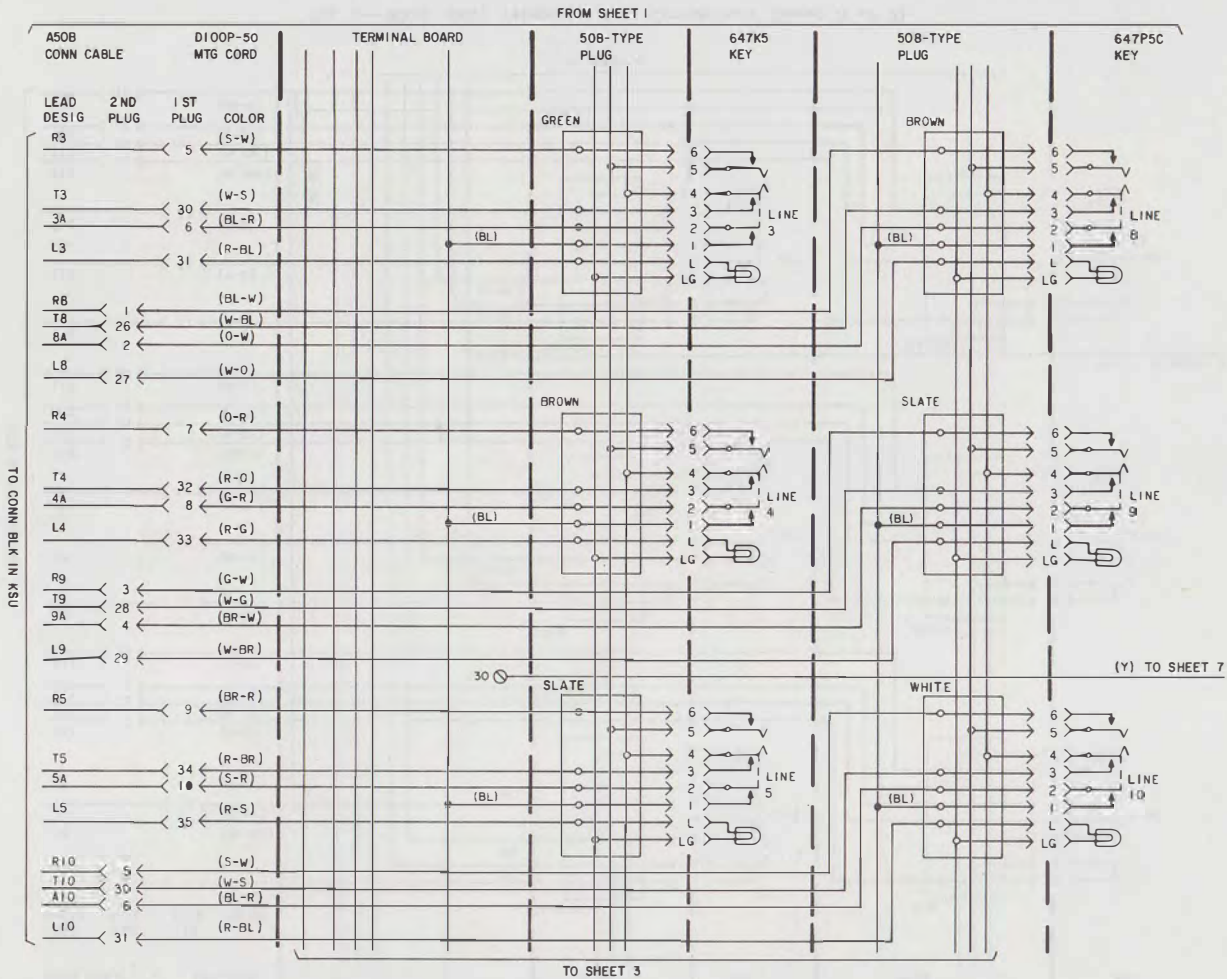 FROM SHEET 1
A50B CONN CABLE
D100P-50 MTG CORD
TERMINAL BOARD
508-TYPE PLUG
647K5 KEY
508-TYPE PLUG
647P5C KEY
LEAD DESIG
2ND PLUG
1ST PLUG
COLOR
R3 5 (S-W)
T3 30 (W-S)
3A 6 (BL-R)
L3 31 (R-BL)
R8 1 (BL-W)
T8 26 (W-BL)
8A 2 (O-W)
L8 27 (W-O)
R4 7 (O-R)
T4 32 (R-O)
4A 8 (G-R)
L4 33 (R-G)
R9 3 (G-W)
T9 28 (W-G)
9A 4 (BR-W)
L9 29 (W-BR)
R5 9 (BR-R)
T5 34 (R-BR)
5A 10 (S-R)
L5 35 (R-S)
R10 5 (S-W)
T10 30 (W-S)
A10 6 (BL-R)
L10 31 (R-BL)
TO CONN BLK IN KSU
GREEN
(BL)
6
5
4
3
2
1
L
LG
LINE 3
BROWN
(BL)
6
5
4
3
2
1
L
LG
LINE 8
BROWN
(BL)
6
5
4
3
2
1
L
LG
LINE 4
SLATE
(BL)
6
5
4
3
2
1
L
LG
LINE 9
30
(Y) TO SHEET 7
SLATE
(BL)
6
5
4
3
2
1
L
LG
LINE 5
WHITE
(BL)
6
5
4
3
2
1
L
LG
LINE 10
TO SHEET 3